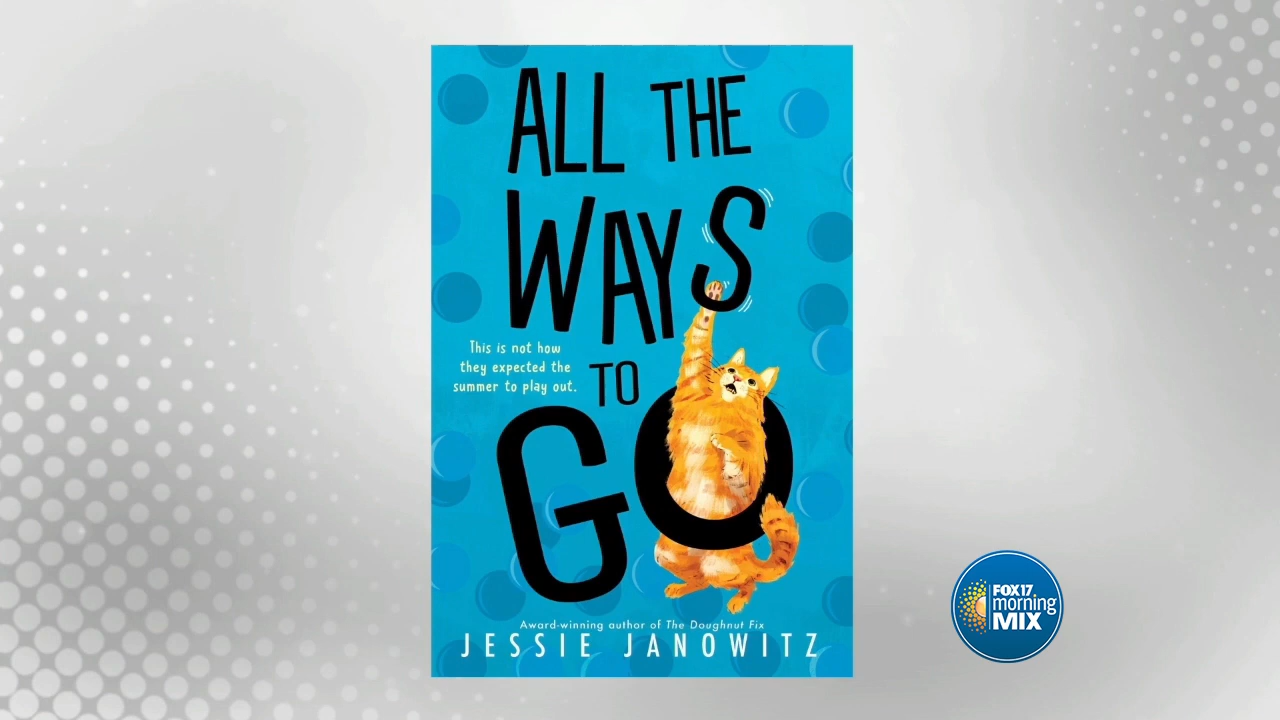 ALL THE
WAYS
TO
GO
This is not how
they expected the
summer to play out.
Award-winning author of The Doughnut Fix
JESSIE JANOWITZ
FOX17
morning
MIX